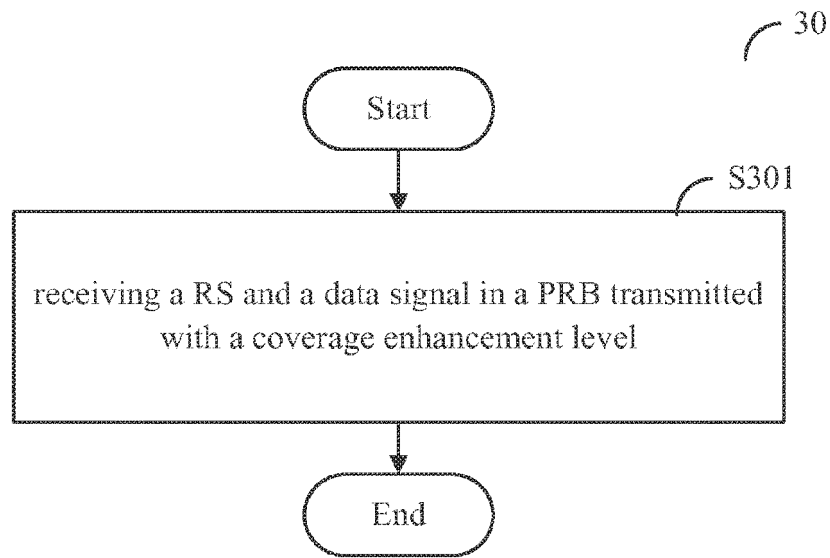 30
Start
S301
receiving a RS and a data signal in a PRB transmitted
with a coverage enhancement level
End